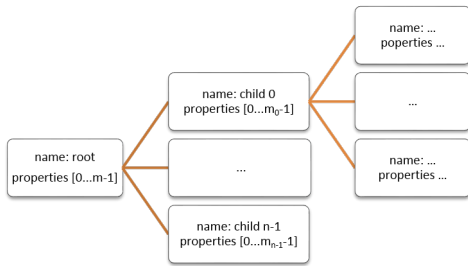 name: ...
poperties ...
name: child 0
properties [0...m₀-1]
...
name: root
properties [0...m-1]
...
name: ...
properties ...
name: child n-1
properties [0...mₙ₋₁-1]